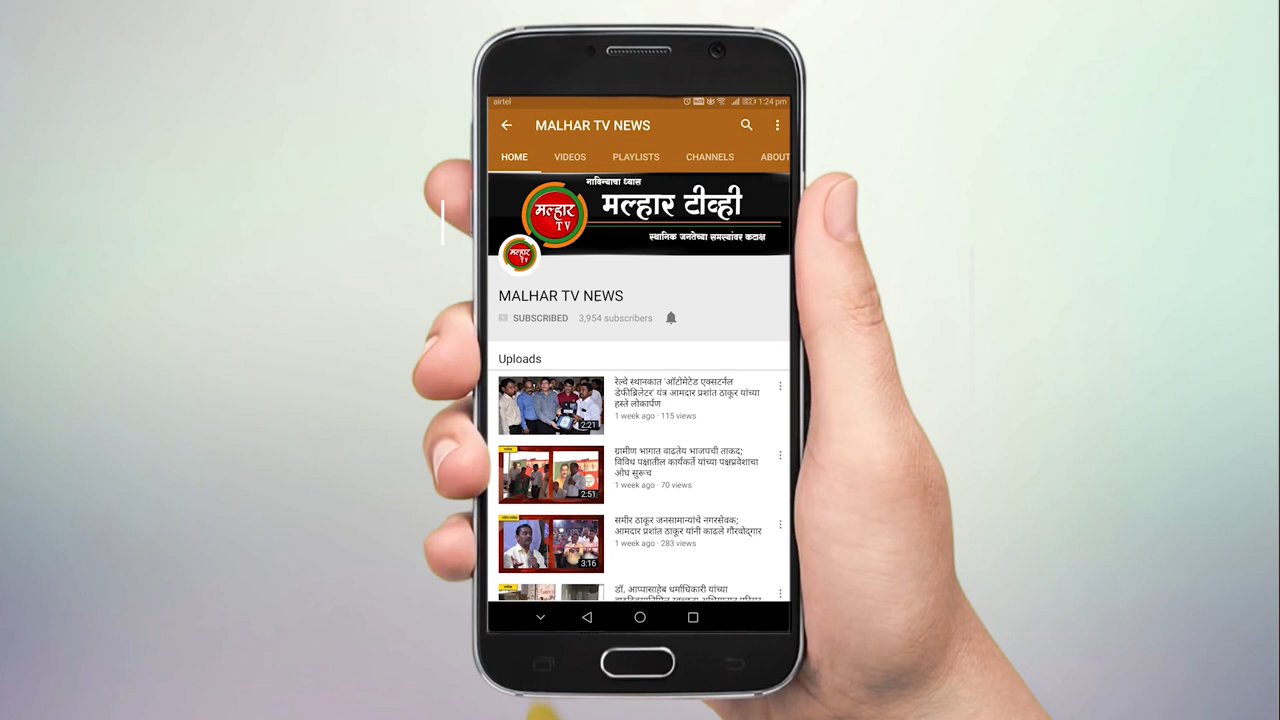 airtel 1:24 pm
MALHAR TV NEWS
HOME VIDEOS PLAYLISTS CHANNELS ABOUT
नाविन्याचा ध्यास
मल्हार टीव्ही
मल्हार
TV
स्थानिक जनतेच्या समस्यांवर कटाक्ष
मल्हार
TV
MALHAR TV NEWS
SUBSCRIBED 3,954 subscribers
Uploads
रेल्वे स्थानकात 'ऑटोमेटेड एक्सटर्नल
डेफीब्रिलेटर' यंत्र आमदार प्रशांत ठाकूर यांच्या
हस्ते लोकार्पण
1 week ago · 115 views
2:21
ग्रामीण भागात वाढतेय भाजपची ताकद;
विविध पक्षातील कार्यकर्ते यांच्या पक्षप्रवेशाचा
ओघ सुरूच
1 week ago · 70 views
2:51
समीर ठाकूर जनसामान्यांचे नगरसेवक;
आमदार प्रशांत ठाकूर यांनी काढले गौरवोद्गार
1 week ago · 283 views
3:16
डॉ. आप्पासाहेब धर्माधिकारी यांच्या